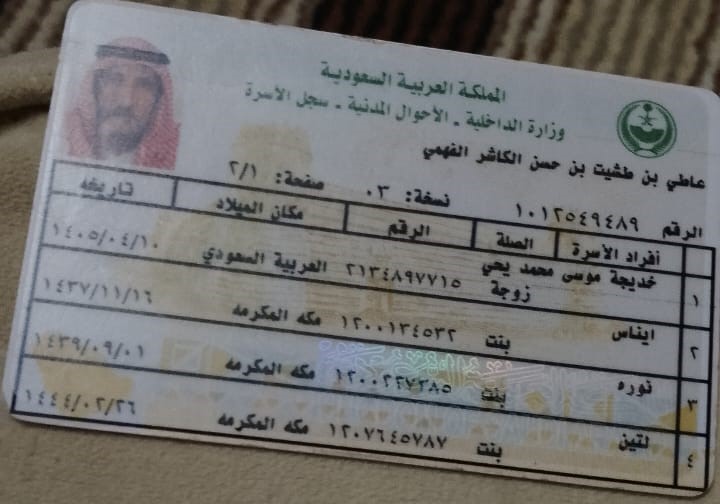 المملكة العربية السعودية
وزارة الداخلية - الأحوال المدنية - سجل الأسرة
عاطي بن طشيت بن حسن الكاشر الفهمي
الرقم ١٠١٢٥٤٩٤٨٩ نسخة: ٠٣ صفحة: ٢/١
أفراد الأسرة الصلة الرقم مكان الميلاد تاريخه
١ خديجة موسى محمد يحي زوجة ٢١٣٤٨٩٧٧١٥ العربية السعودي ١٤٠٥/٠٤/١٠
٢ ايناس بنت ١٢٠٠١٣٤٥٣٢ مكه المكرمه ١٤٣٧/١١/١٦
٣ نوره بنت ١٢٠٠٢٢٧٣٨٥ مكه المكرمه ١٤٣٩/٠٩/٠١
٤ لتين بنت ١٢٠٧٦٤٥٧٨٧ مكه المكرمه ١٤٤٤/٠٢/٢٦